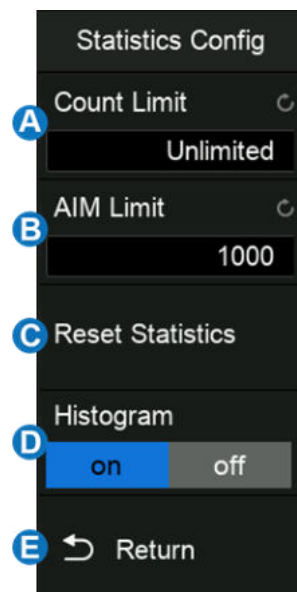 Statistics Config
A
Count Limit
Unlimited
B
AIM Limit
1000
C
Reset Statistics
D
Histogram
on off
E
Return